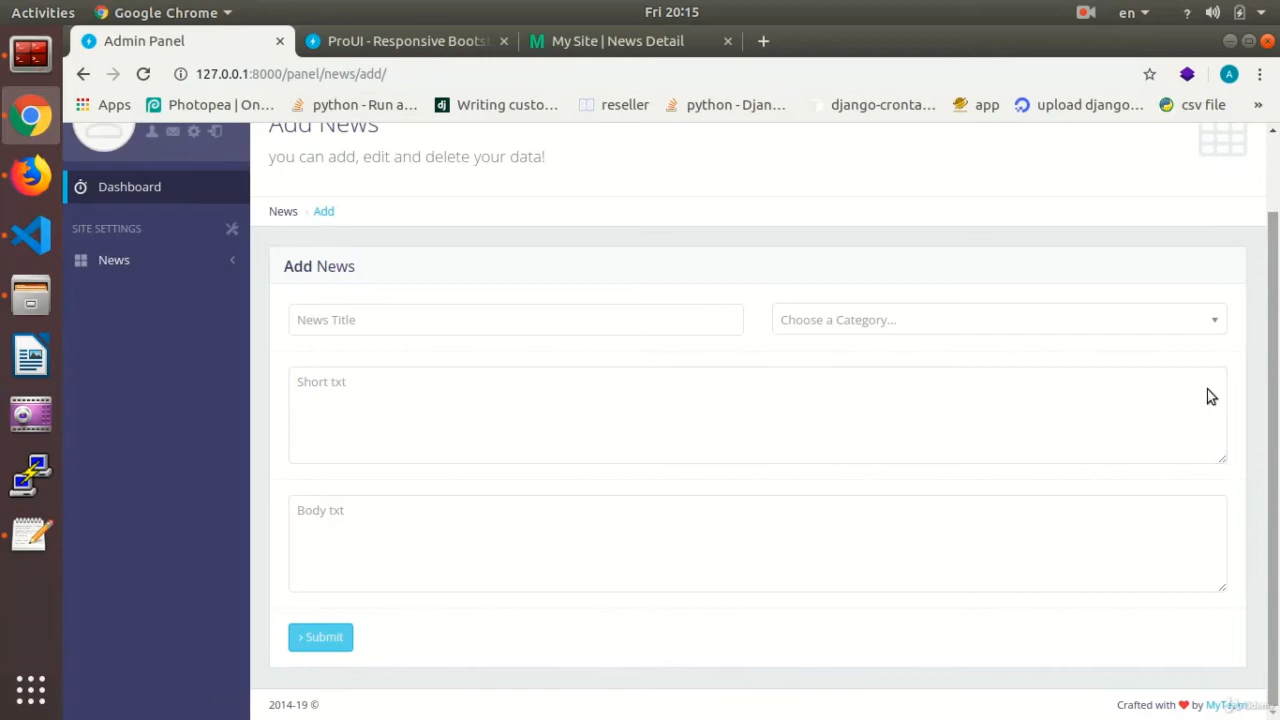 Activities
Google Chrome
Fri 20:15
en
?
Admin Panel
ProUI - Responsive Boots
My Site | News Detail
127.0.0.1:8000/panel/news/add/
A
Apps
Photopea | On...
python - Run a...
dj
Writing custo...
reseller
python - Djan...
django-cronta...
app
upload django...
csv file
»
Add News
you can add, edit and delete your data!
Dashboard
News
Add
SITE SETTINGS
News
Add News
News Title
Choose a Category...
Short txt
Body txt
› Submit
2014-19 ©
Crafted with ❤ by MyTeam